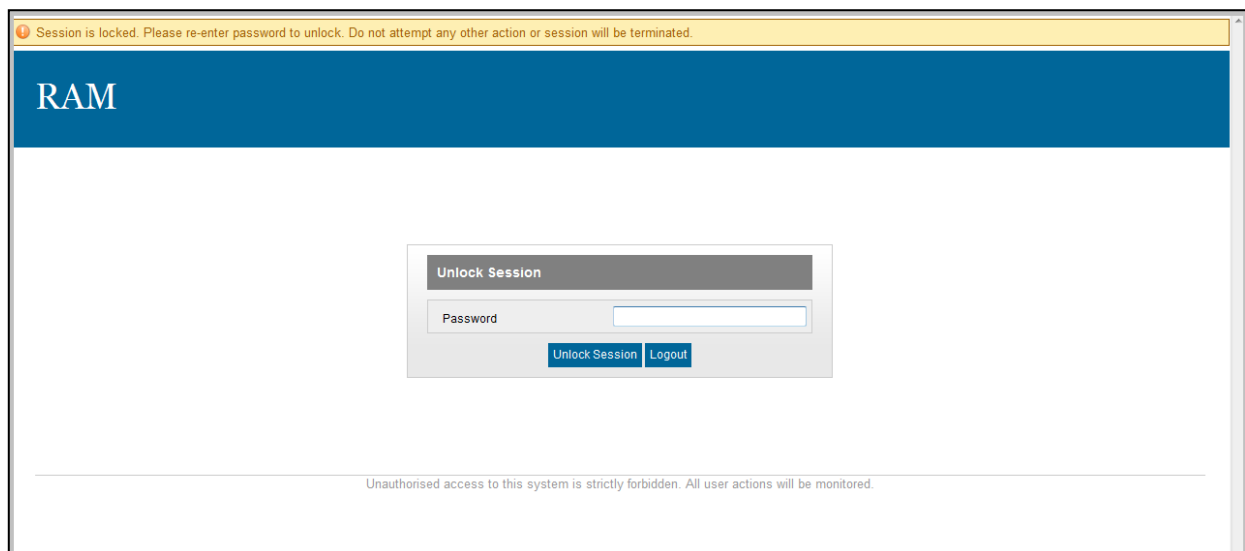 Session is locked. Please re-enter password to unlock. Do not attempt any other action or session will be terminated.
RAM
Unlock Session
Password
Unlock Session Logout
Unauthorised access to this system is strictly forbidden. All user actions will be monitored.